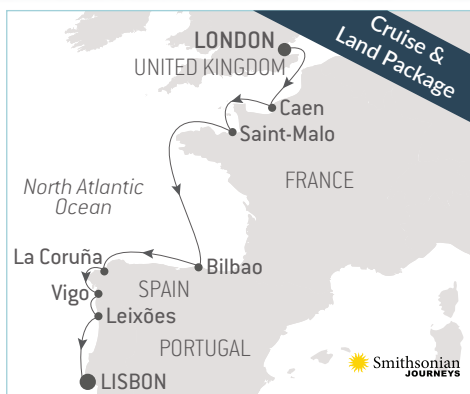 Cruise &
Land Package
LONDON
UNITED KINGDOM
Caen
Saint-Malo
FRANCE
North Atlantic
Ocean
La Coruña
Bilbao
Vigo
SPAIN
Leixões
PORTUGAL
LISBON
Smithsonian
JOURNEYS